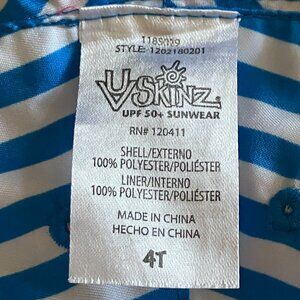 1189079
STYLE: 1202180201
UV SKINZ
UPF 50+ SUNWEAR
RN# 120411
SHELL/EXTERNO
100% POLYESTER/POLIÉSTER
LINER/INTERNO
100% POLYESTER/POLIÉSTER
MADE IN CHINA
HECHO EN CHINA
4T